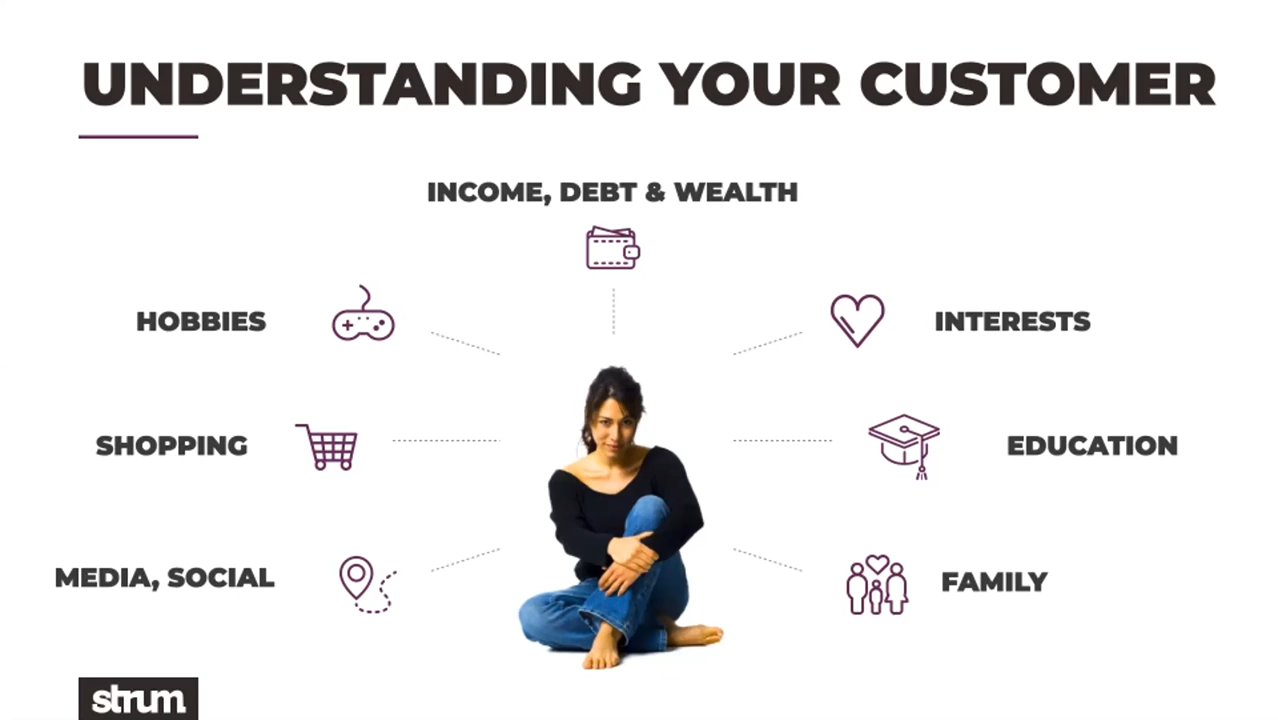 UNDERSTANDING YOUR CUSTOMER
INCOME, DEBT & WEALTH
HOBBIES
INTERESTS
SHOPPING
EDUCATION
MEDIA, SOCIAL
FAMILY
strum